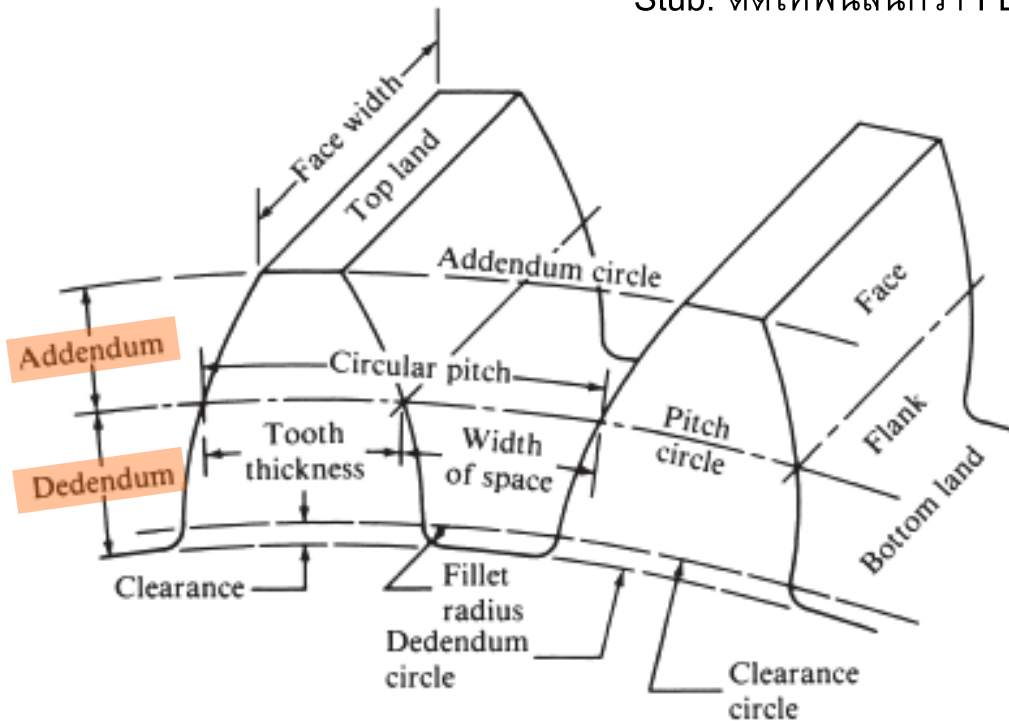 Stub:
Face width
Top land
Addendum circle
Face
Addendum
Circular pitch
Tooth
thickness
Width
of space
Pitch
circle
Flank
Dedendum
Bottom land
Clearance
Fillet
radius
Dedendum
circle
Clearance
circle